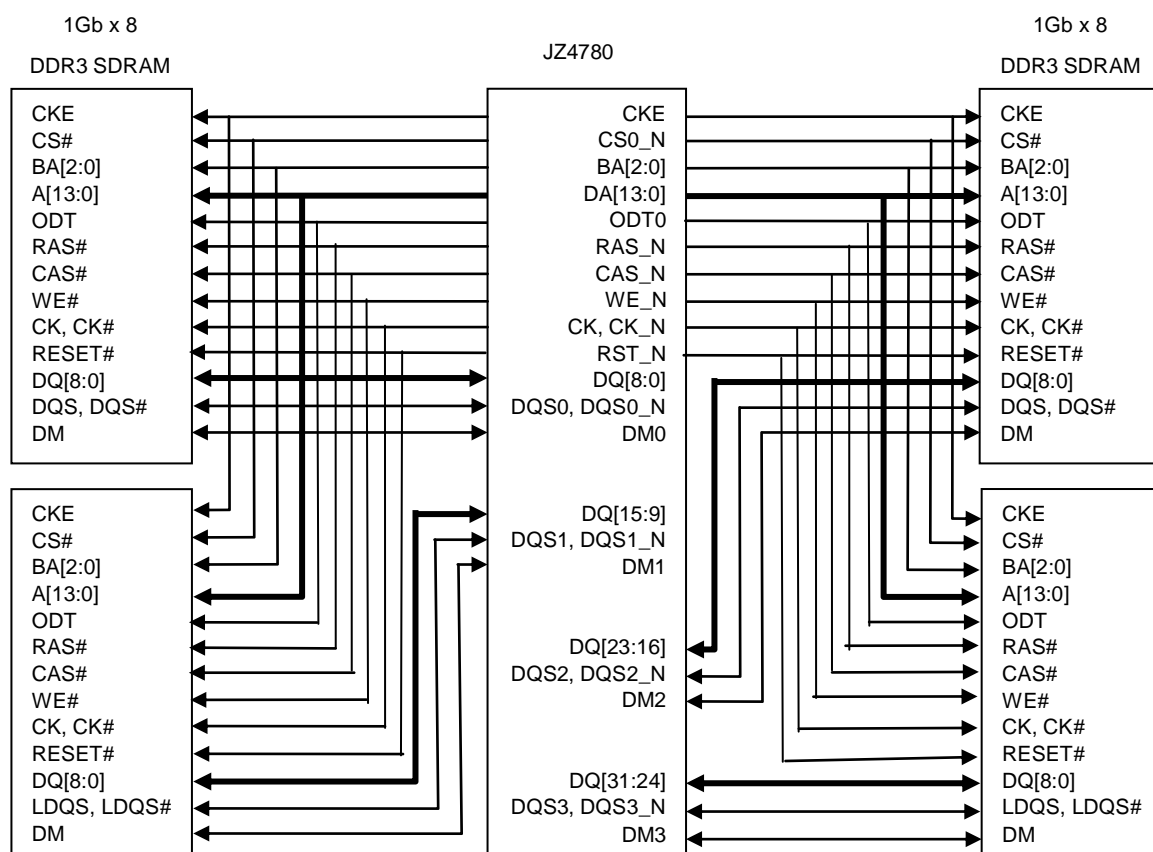 1Gb x 8
DDR3 SDRAM
CKE
CS#
BA[2:0]
A[13:0]
ODT
RAS#
CAS#
WE#
CK, CK#
RESET#
DQ[8:0]
DQS, DQS#
DM
CKE
CS#
BA[2:0]
A[13:0]
ODT
RAS#
CAS#
WE#
CK, CK#
RESET#
DQ[8:0]
LDQS, LDQS#
DM
JZ4780
CKE
CS0_N
BA[2:0]
DA[13:0]
ODT0
RAS_N
CAS_N
WE_N
CK, CK_N
RST_N
DQ[8:0]
DQS0, DQS0_N
DM0
DQ[15:9]
DQS1, DQS1_N
DM1
DQ[23:16]
DQS2, DQS2_N
DM2
DQ[31:24]
DQS3, DQS3_N
DM3
1Gb x 8
DDR3 SDRAM
CKE
CS#
BA[2:0]
A[13:0]
ODT
RAS#
CAS#
WE#
CK, CK#
RESET#
DQ[8:0]
DQS, DQS#
DM
CKE
CS#
BA[2:0]
A[13:0]
ODT
RAS#
CAS#
WE#
CK, CK#
RESET#
DQ[8:0]
LDQS, LDQS#
DM